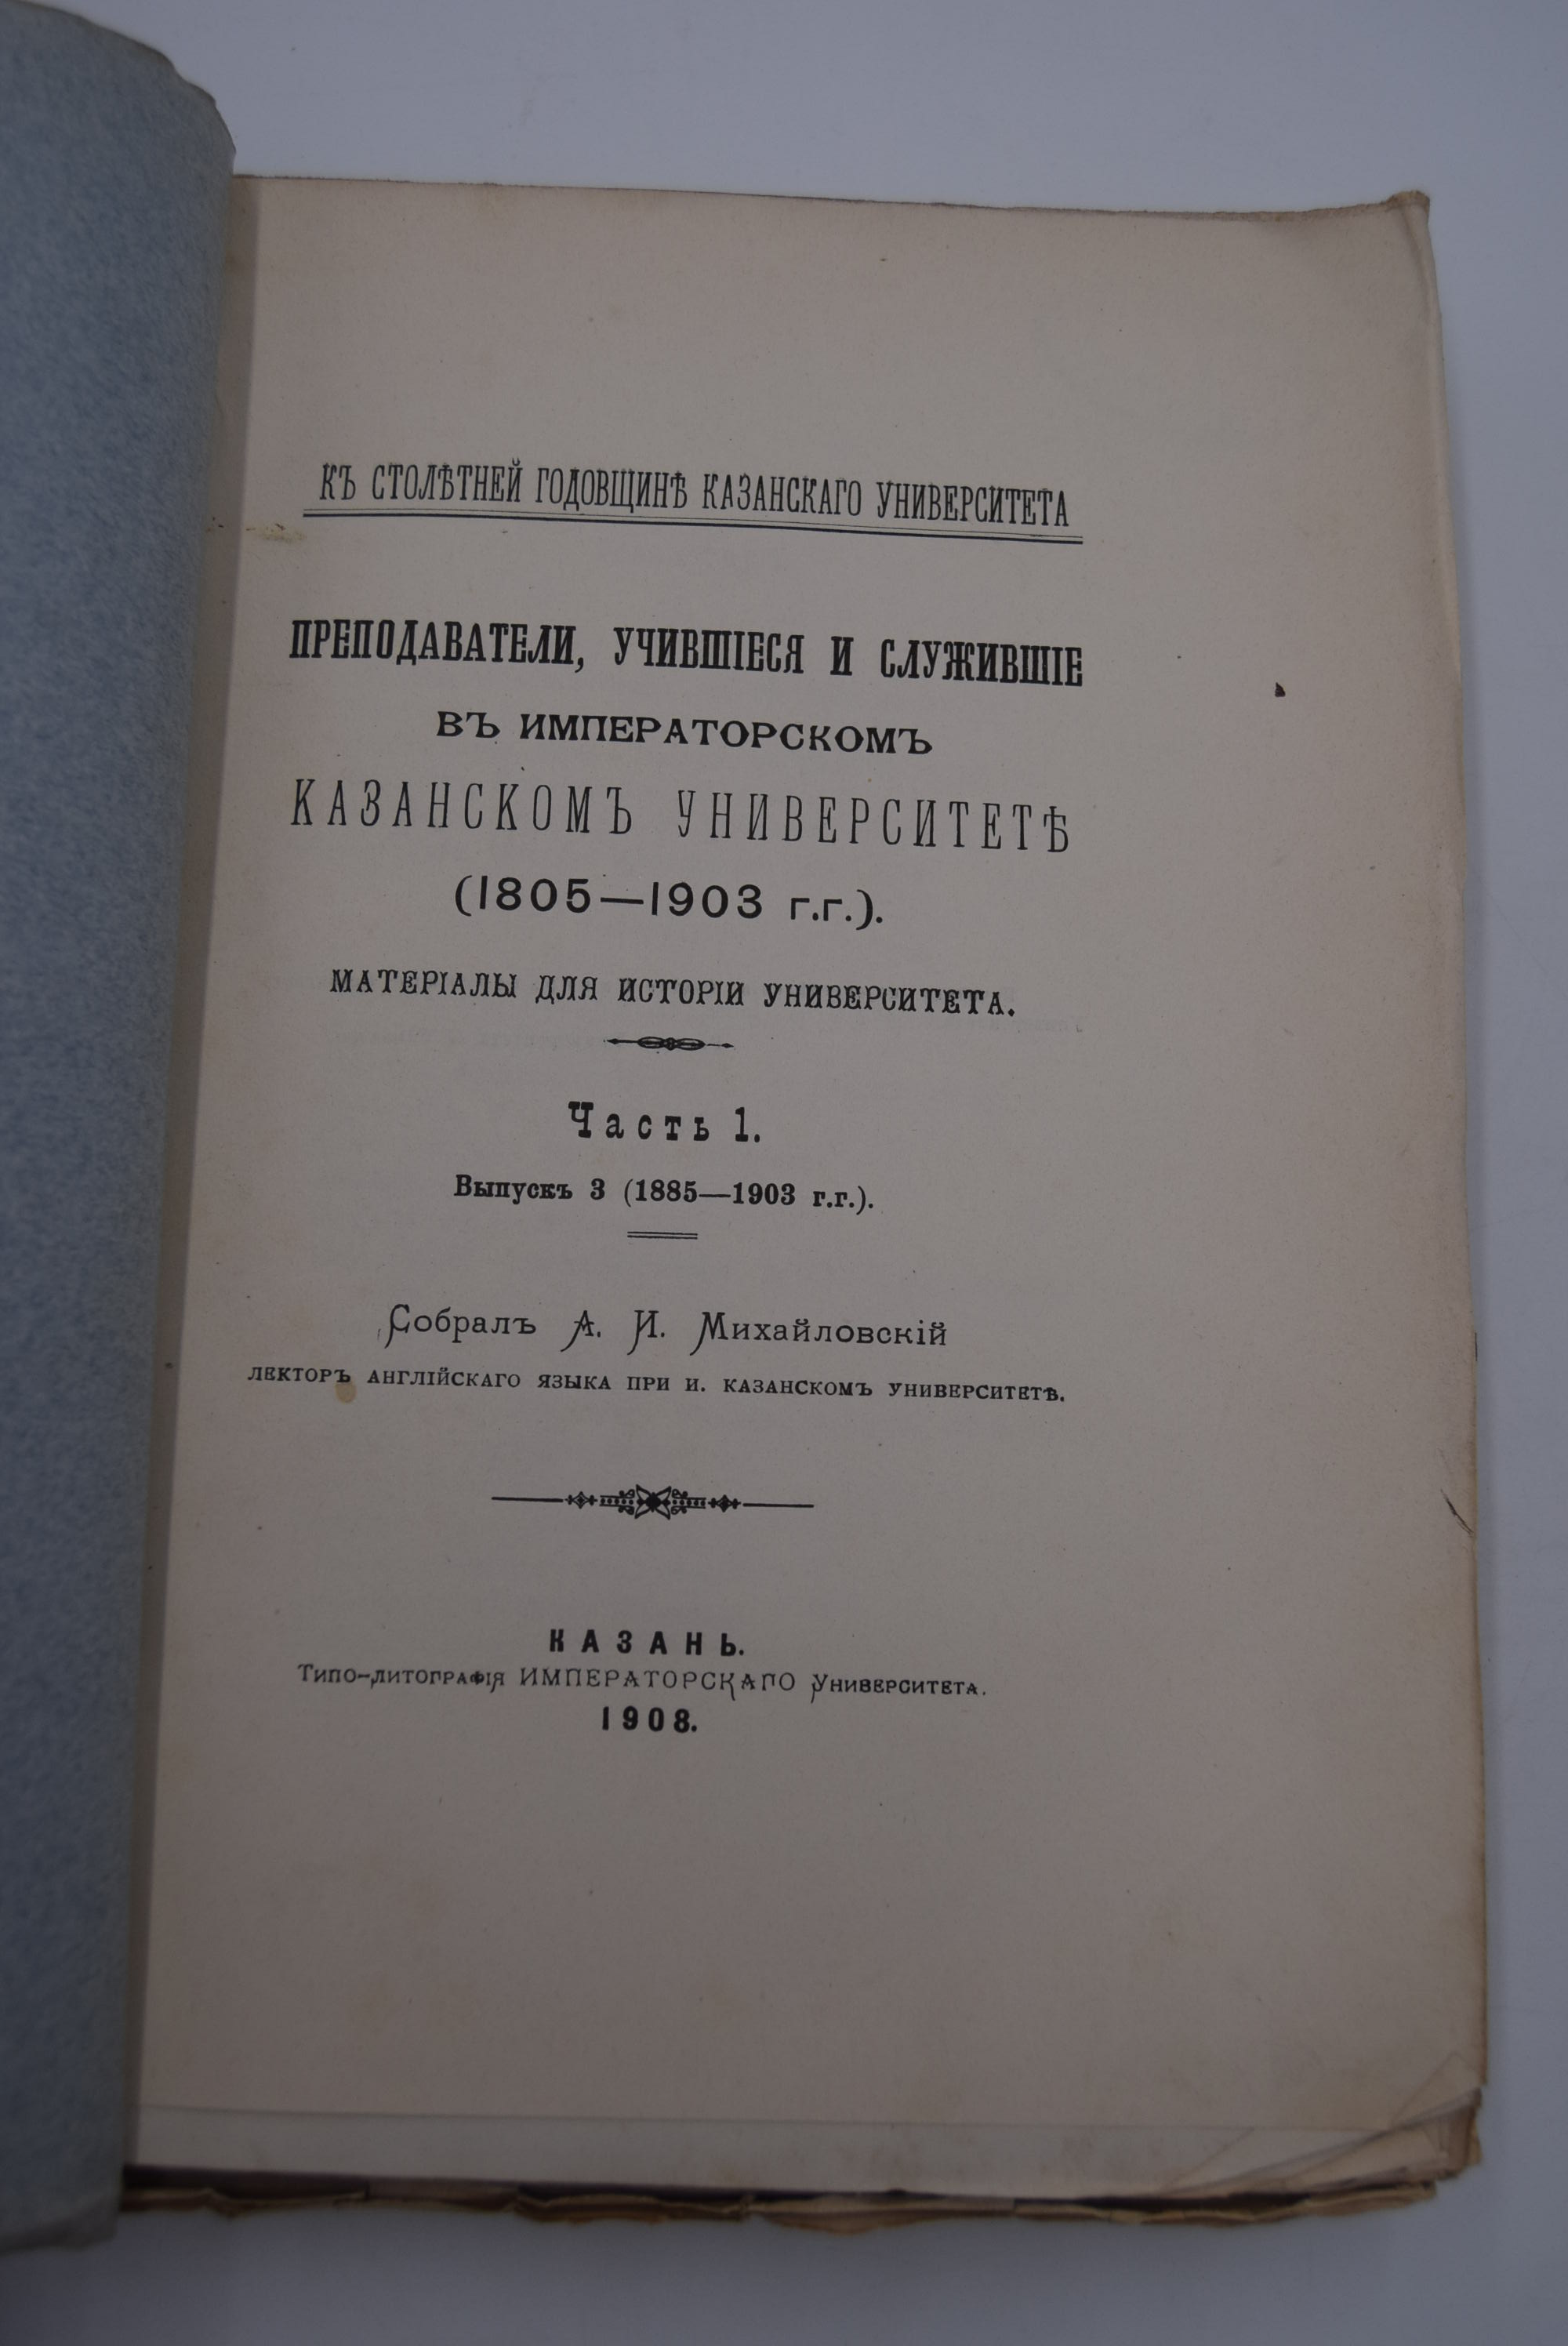 КЪ СТОЛѢТНЕЙ ГОДОВЩИНѢ КАЗАНСКАГО УНИВЕРСИТЕТА
ПРЕПОДАВАТЕЛИ, УЧИВШІЕСЯ И СЛУЖИВШІЕ
ВЪ ИМПЕРАТОРСКОМЪ
КАЗАНСКОМЪ УНИВЕРСИТЕТѢ
(1805—1903 г.г.).
МАТЕРІАЛЫ ДЛЯ ИСТОРІИ УНИВЕРСИТЕТА.
Часть 1.
Выпускъ 3 (1885—1903 г.г.).
Собралъ А. И. Михайловскій
ЛЕКТОРЪ АНГЛІЙСКАГО ЯЗЫКА ПРИ И. КАЗАНСКОМЪ УНИВЕРСИТЕТѢ.
КАЗАНЬ.
Типо-литографія ИМПЕРАТОРСКАГО Университета.
1908.